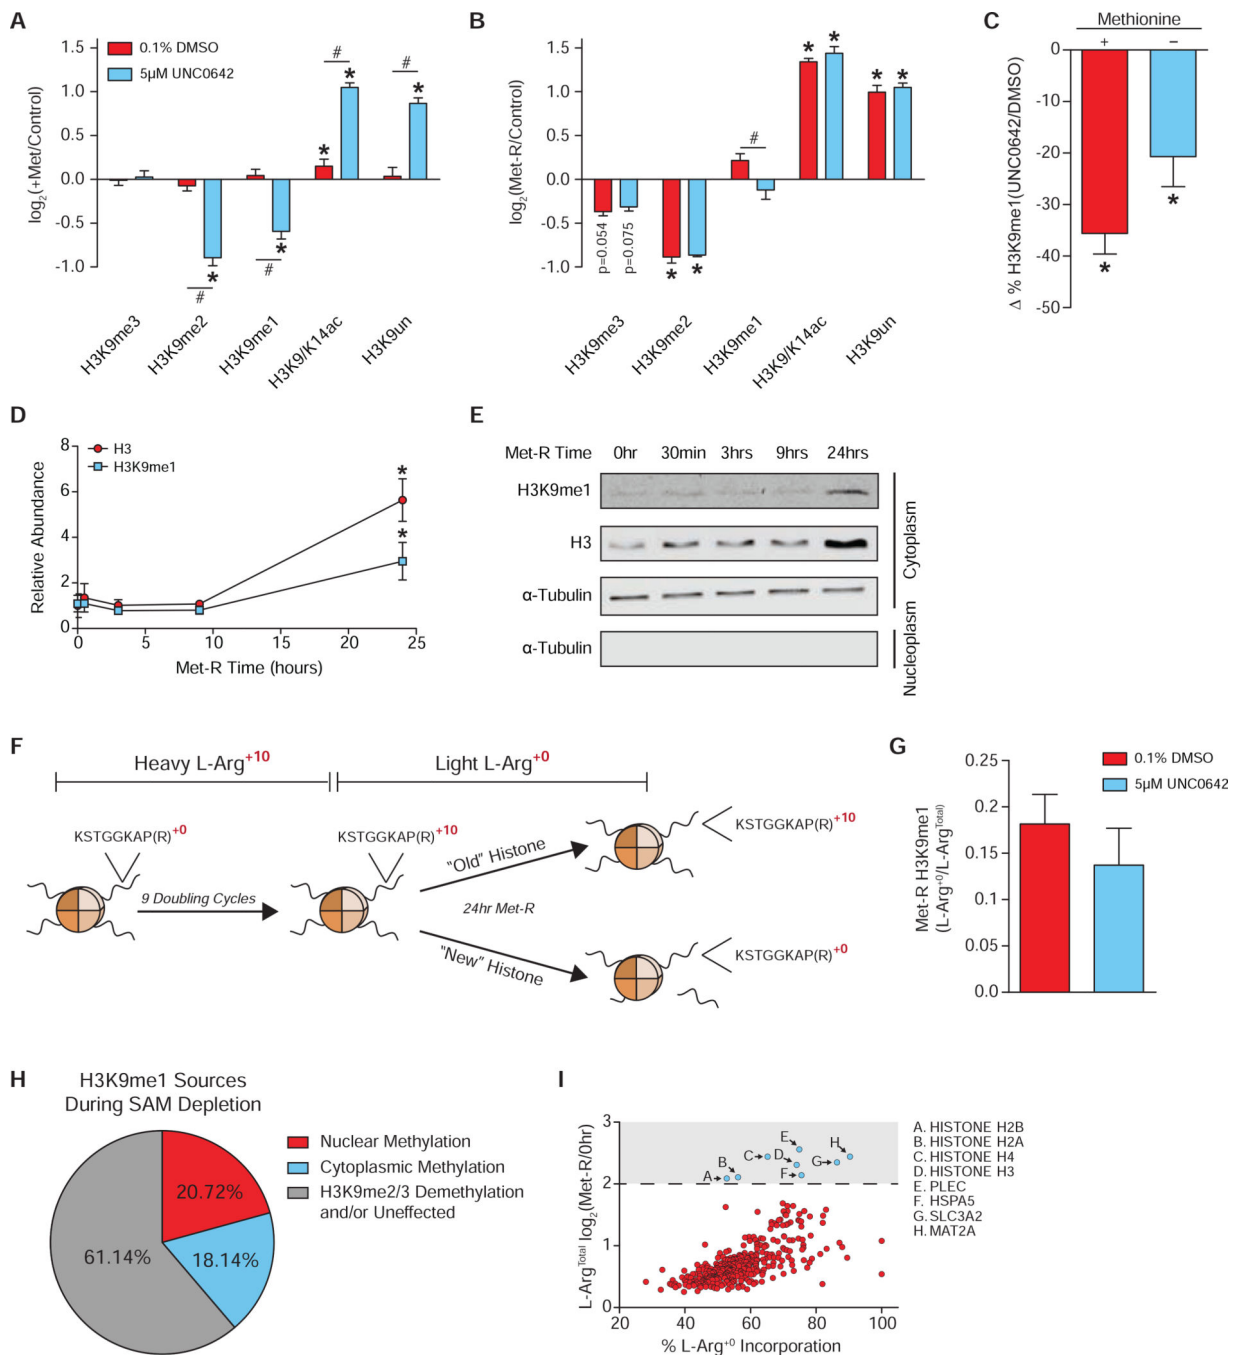 A
0.1% DMSO
5µM UNC0642
log2(+Met/Control)
1.5
1.0
0.5
0.0
-0.5
-1.0
#
#
#
#
*
*
*
*
*
H3K9me3
H3K9me2
H3K9me1
H3K9/K14ac
H3K9un
B
log2(Met-R/Control)
1.5
1.0
0.5
0.0
-0.5
-1.0
p=0.054
p=0.075
*
*
#
*
*
*
*
H3K9me3
H3K9me2
H3K9me1
H3K9/K14ac
H3K9un
C
Methionine
+ −
Δ % H3K9me1(UNC0642/DMSO)
0
-10
-20
-30
-40
-50
*
*
D
H3
H3K9me1
Relative Abundance
8
6
4
2
0
*
*
0 5 10 15 20 25
Met-R Time (hours)
E
Met-R Time 0hr 30min 3hrs 9hrs 24hrs
H3K9me1
H3
α-Tubulin
α-Tubulin
Cytoplasm
Nucleoplasm
F
Heavy L-Arg+10
Light L-Arg+0
KSTGGKAP(R)+0
9 Doubling Cycles
KSTGGKAP(R)+10
"Old" Histone
24hr Met-R
"New" Histone
KSTGGKAP(R)+10
KSTGGKAP(R)+0
G
0.1% DMSO
5µM UNC0642
Met-R H3K9me1
(L-Arg+0/L-ArgTotal)
0.25
0.2
0.15
0.10
0.05
0.0
H
H3K9me1 Sources
During SAM Depletion
20.72%
18.14%
61.14%
Nuclear Methylation
Cytoplasmic Methylation
H3K9me2/3 Demethylation
and/or Uneffected
I
L-ArgTotal log2(Met-R/0hr)
3
2
1
0
A
B
C
D
E
F
G
H
20 40 60 80 100
% L-Arg+0 Incorporation
A. HISTONE H2B
B. HISTONE H2A
C. HISTONE H4
D. HISTONE H3
E. PLEC
F. HSPA5
G. SLC3A2
H. MAT2A